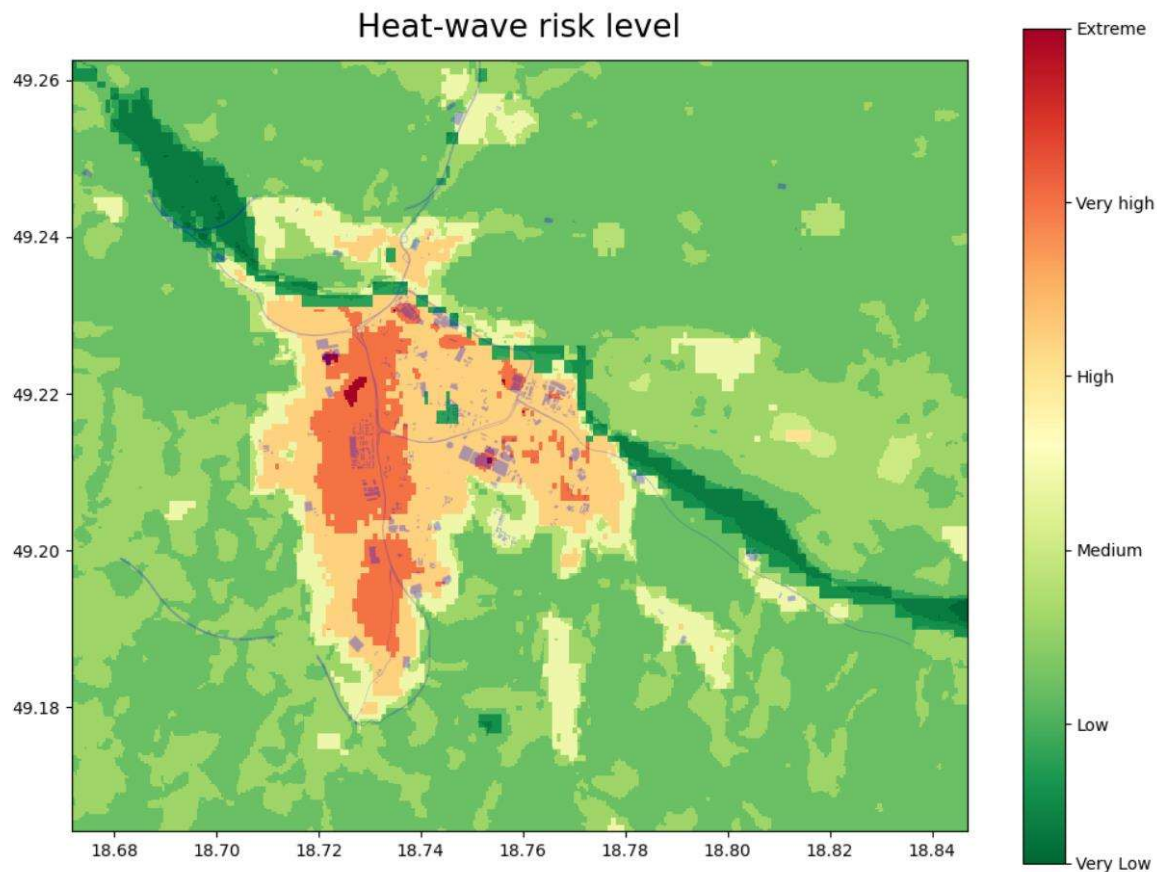 Heat-wave risk level
49.26
49.24
49.22
49.20
49.18
18.68
18.70
18.72
18.74
18.76
18.78
18.80
18.82
18.84
Extreme
Very high
High
Medium
Low
Very Low